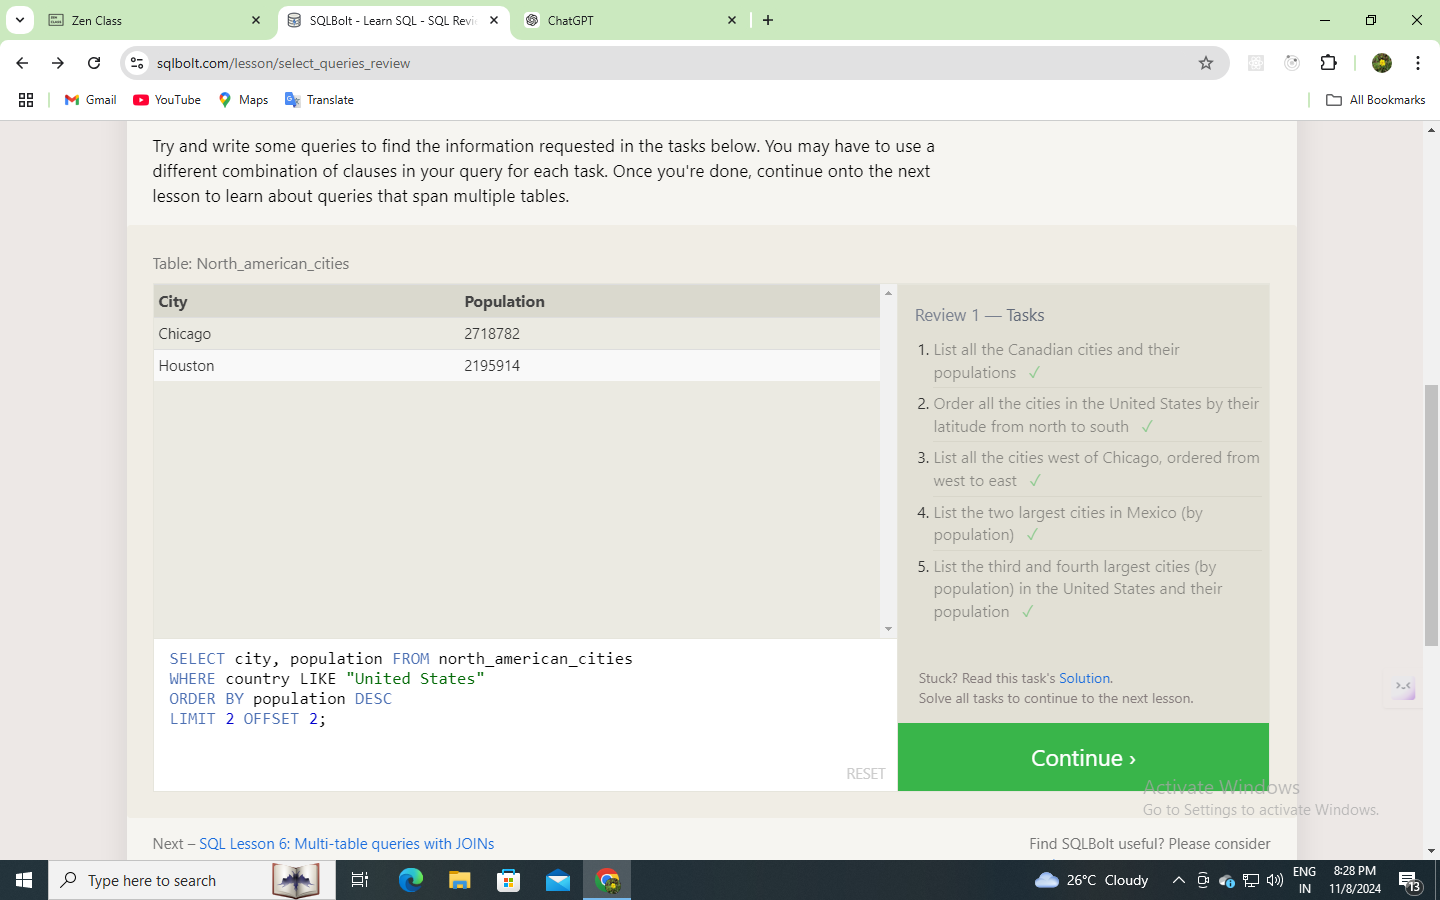 Zen Class
SQLBolt - Learn SQL - SQL Revie
ChatGPT
sqlbolt.com/lesson/select_queries_review
Gmail
YouTube
Maps
Translate
All Bookmarks
Try and write some queries to find the information requested in the tasks below. You may have to use a
different combination of clauses in your query for each task. Once you're done, continue onto the next
lesson to learn about queries that span multiple tables.
Table: North_american_cities
City Population
Chicago 2718782
Houston 2195914
Review 1 — Tasks
1. List all the Canadian cities and their
populations ✓
2. Order all the cities in the United States by their
latitude from north to south ✓
3. List all the cities west of Chicago, ordered from
west to east ✓
4. List the two largest cities in Mexico (by
population) ✓
5. List the third and fourth largest cities (by
population) in the United States and their
population ✓
SELECT city, population FROM north_american_cities
WHERE country LIKE "United States"
ORDER BY population DESC
LIMIT 2 OFFSET 2;
RESET
Stuck? Read this task's Solution.
Solve all tasks to continue to the next lesson.
Continue ›
Activate Windows
Go to Settings to activate Windows.
Next – SQL Lesson 6: Multi-table queries with JOINs
Find SQLBolt useful? Please consider
Type here to search
26°C Cloudy
ENG
IN
8:28 PM
11/8/2024
13